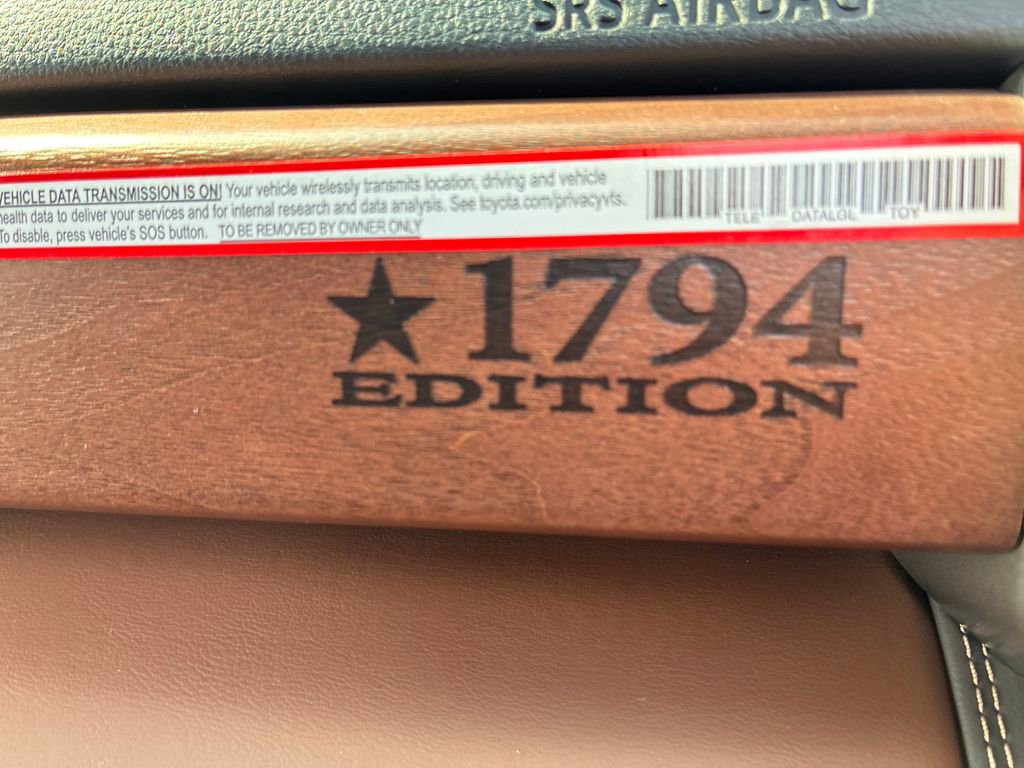 SRS AIRBAG
VEHICLE DATA TRANSMISSION IS ON! Your vehicle wirelessly transmits location, driving and vehicle
health data to deliver your services and for internal research and data analysis. See toyota.com/privacyvts.
To disable, press vehicle's SOS button. TO BE REMOVED BY OWNER ONLY
TELE DATALGL TOY
★1794
EDITION